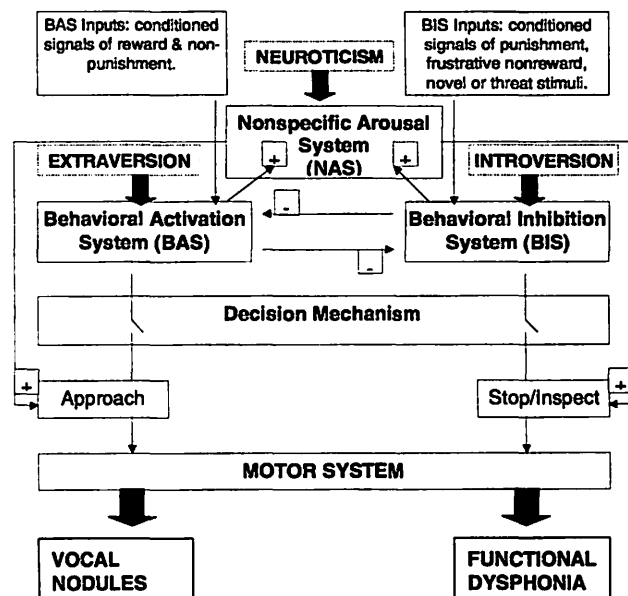 BAS Inputs: conditioned
signals of reward & non-
punishment.
BIS Inputs: conditioned
signals of punishment,
frustrative nonreward,
novel or threat stimuli.
NEUROTICISM
Nonspecific Arousal
System
(NAS)
+
+
EXTRAVERSION
INTROVERSION
Behavioral Activation
System (BAS)
-
-
Behavioral Inhibition
System (BIS)
Decision Mechanism
+
Approach
Stop/Inspect
+
MOTOR SYSTEM
VOCAL
NODULES
FUNCTIONAL
DYSPHONIA